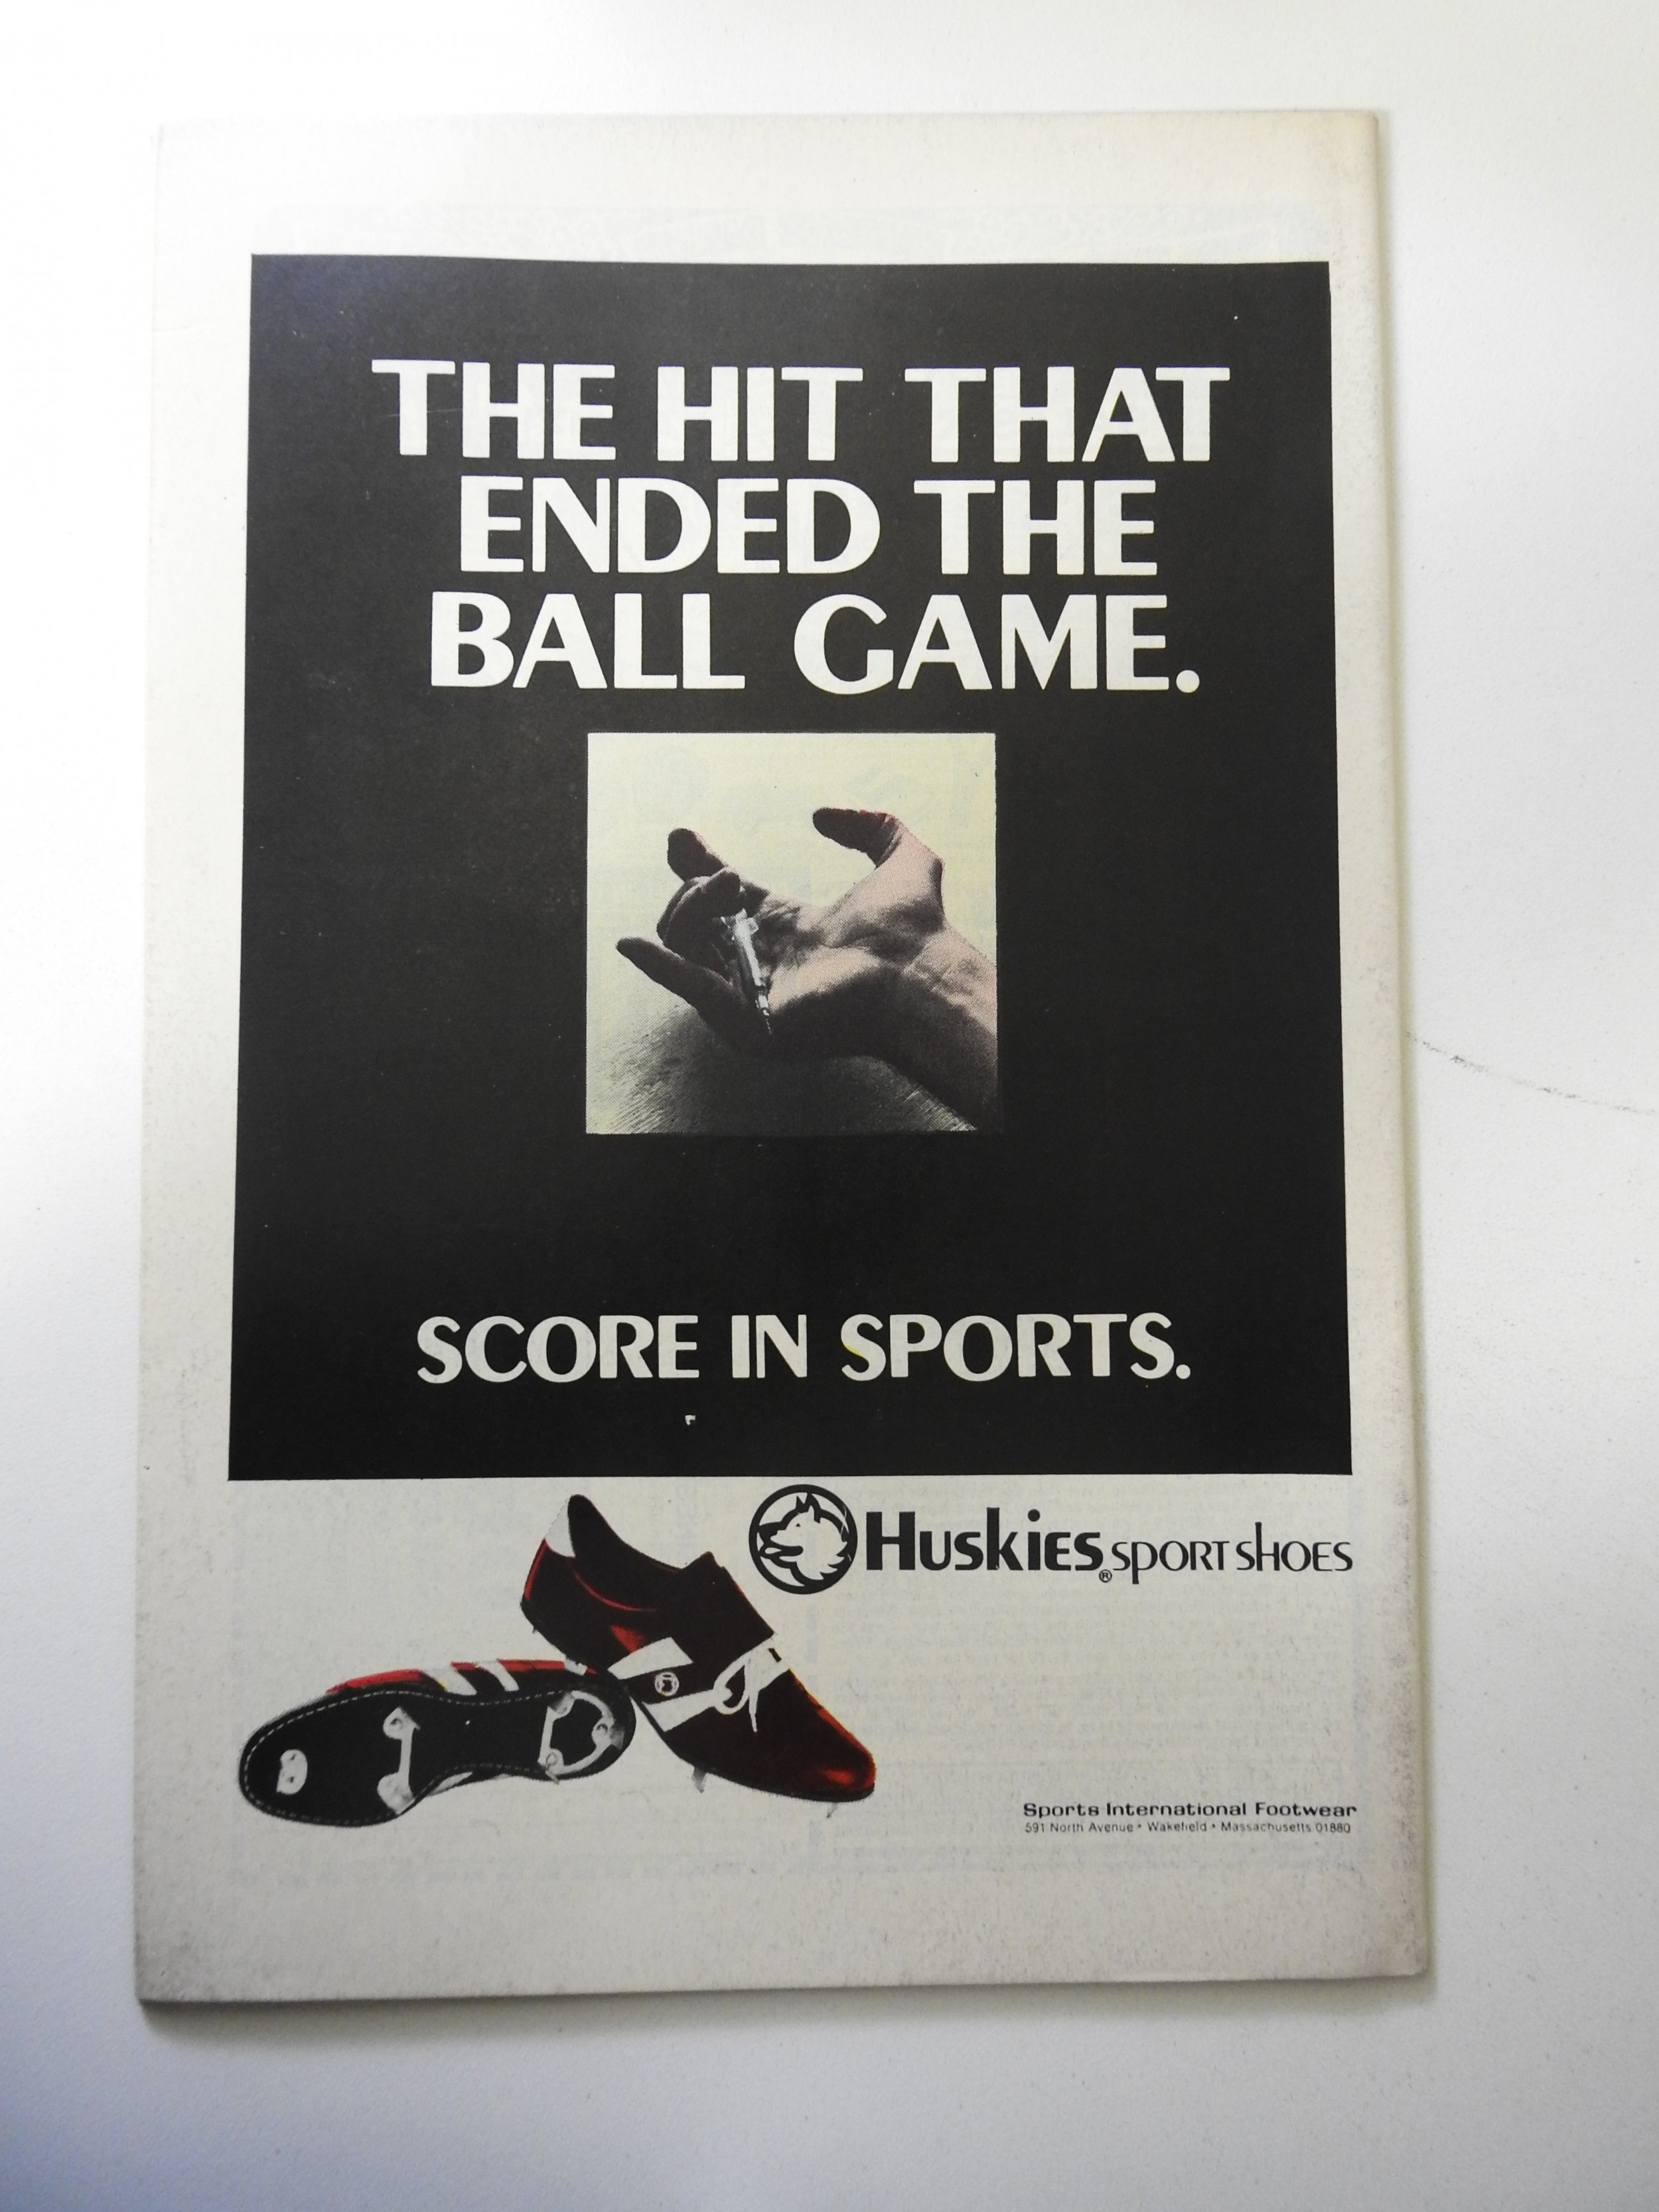 THE HIT THAT
ENDED THE
BALL GAME.
SCORE IN SPORTS.
HUSKIES® SPORT SHOES
Sports International Footwear
591 North Avenue • Wakefield • Massachusetts 01880